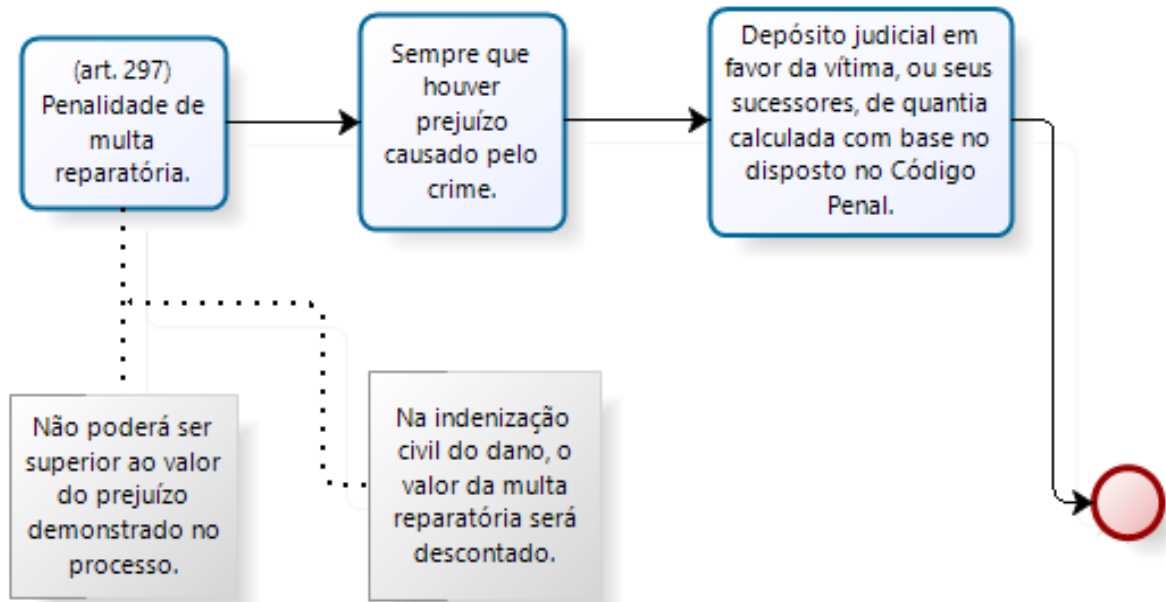 (art. 297)
Penalidade de
multa
reparatória.
Sempre que
houver
prejuízo
causado pelo
crime.
Depósito judicial em
favor da vítima, ou seus
sucessores, de quantia
calculada com base no
disposto no Código
Penal.
Não poderá ser
superior ao valor
do prejuízo
demonstrado no
processo.
Na indenização
civil do dano, o
valor da multa
reparatória será
descontado.